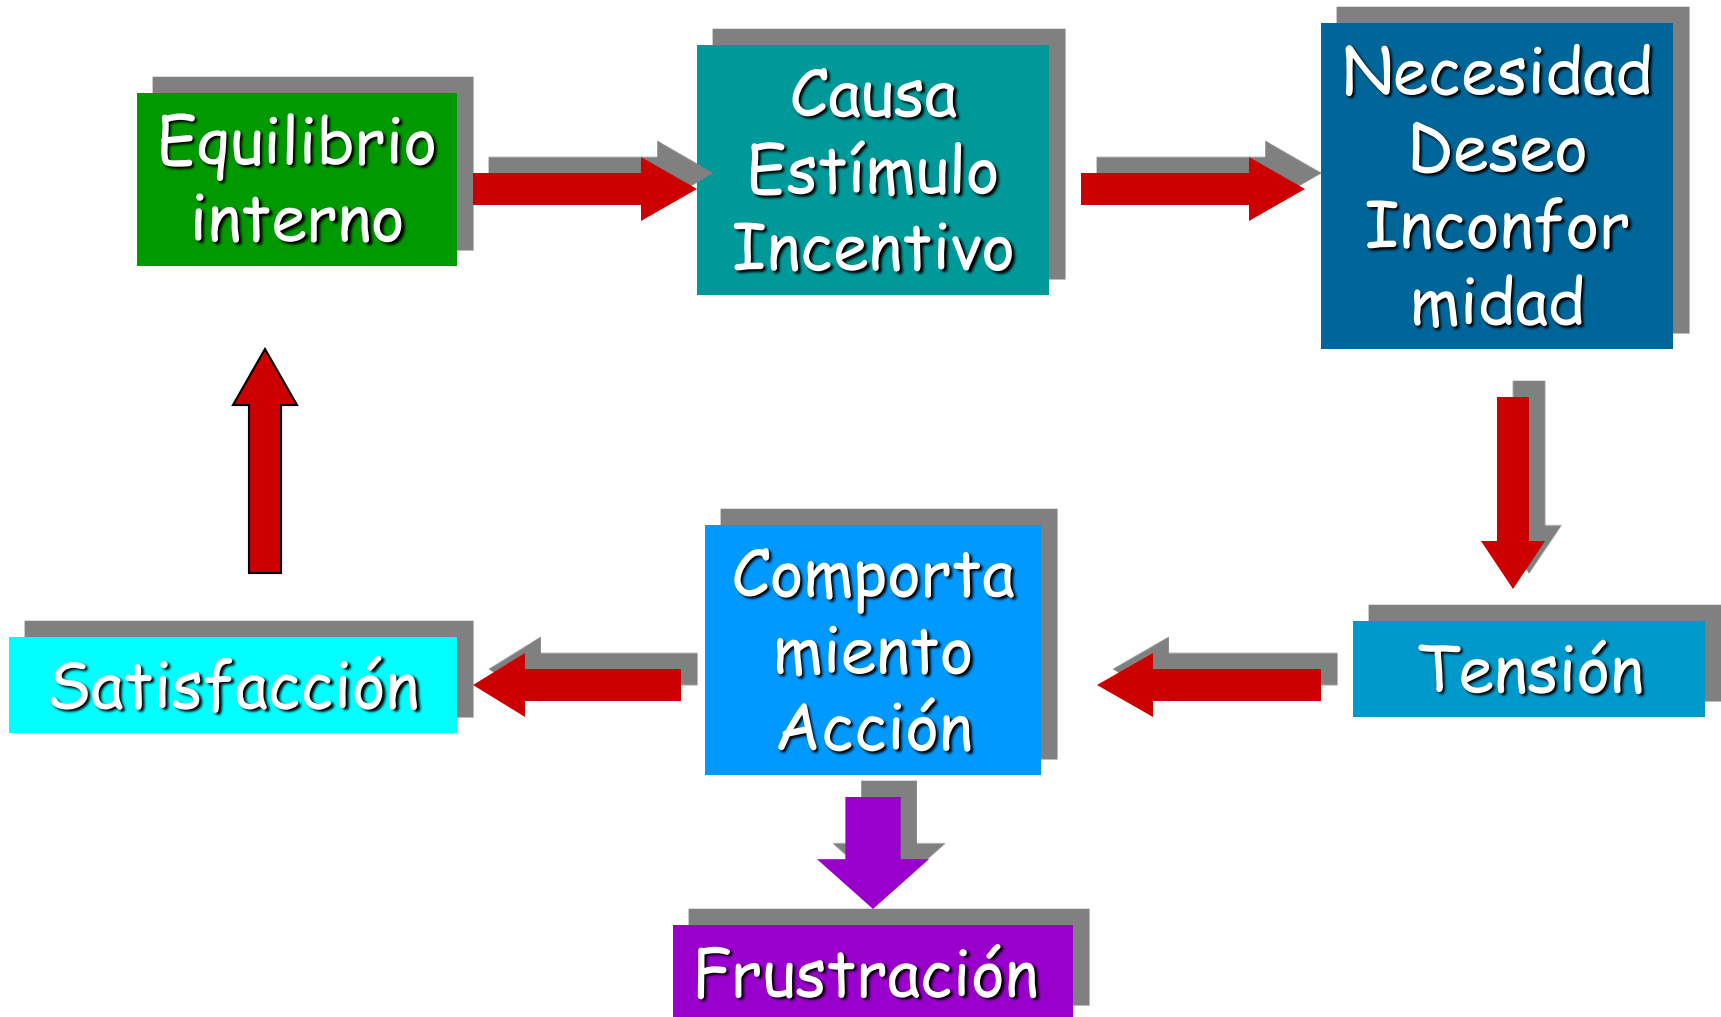 Equilibrio
interno
Causa
Estímulo
Incentivo
Necesidad
Deseo
Inconfor
midad
Tensión
Comporta
miento
Acción
Satisfacción
Frustración